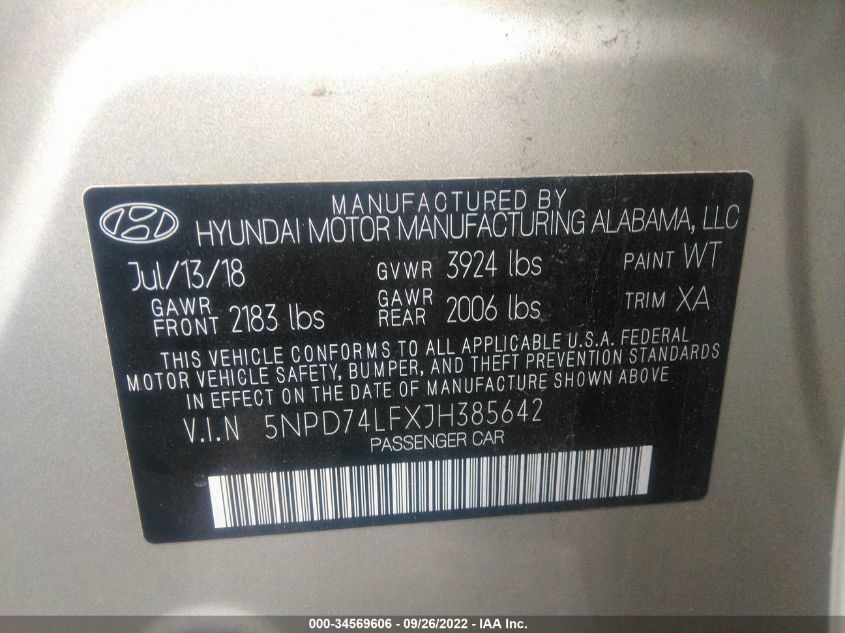 MANUFACTURED BY
HYUNDAI MOTOR MANUFACTURING ALABAMA, LLC
Jul/13/18 GVWR 3924 lbs PAINT WT
GAWR FRONT 2183 lbs GAWR REAR 2006 lbs TRIM XA
THIS VEHICLE CONFORMS TO ALL APPLICABLE U.S.A. FEDERAL
MOTOR VEHICLE SAFETY, BUMPER, AND THEFT PREVENTION STANDARDS
IN EFFECT ON THE DATE OF MANUFACTURE SHOWN ABOVE
V.I.N 5NPD74LFXJH385642
PASSENGER CAR
000-34569606 - 09/26/2022 - IAA Inc.